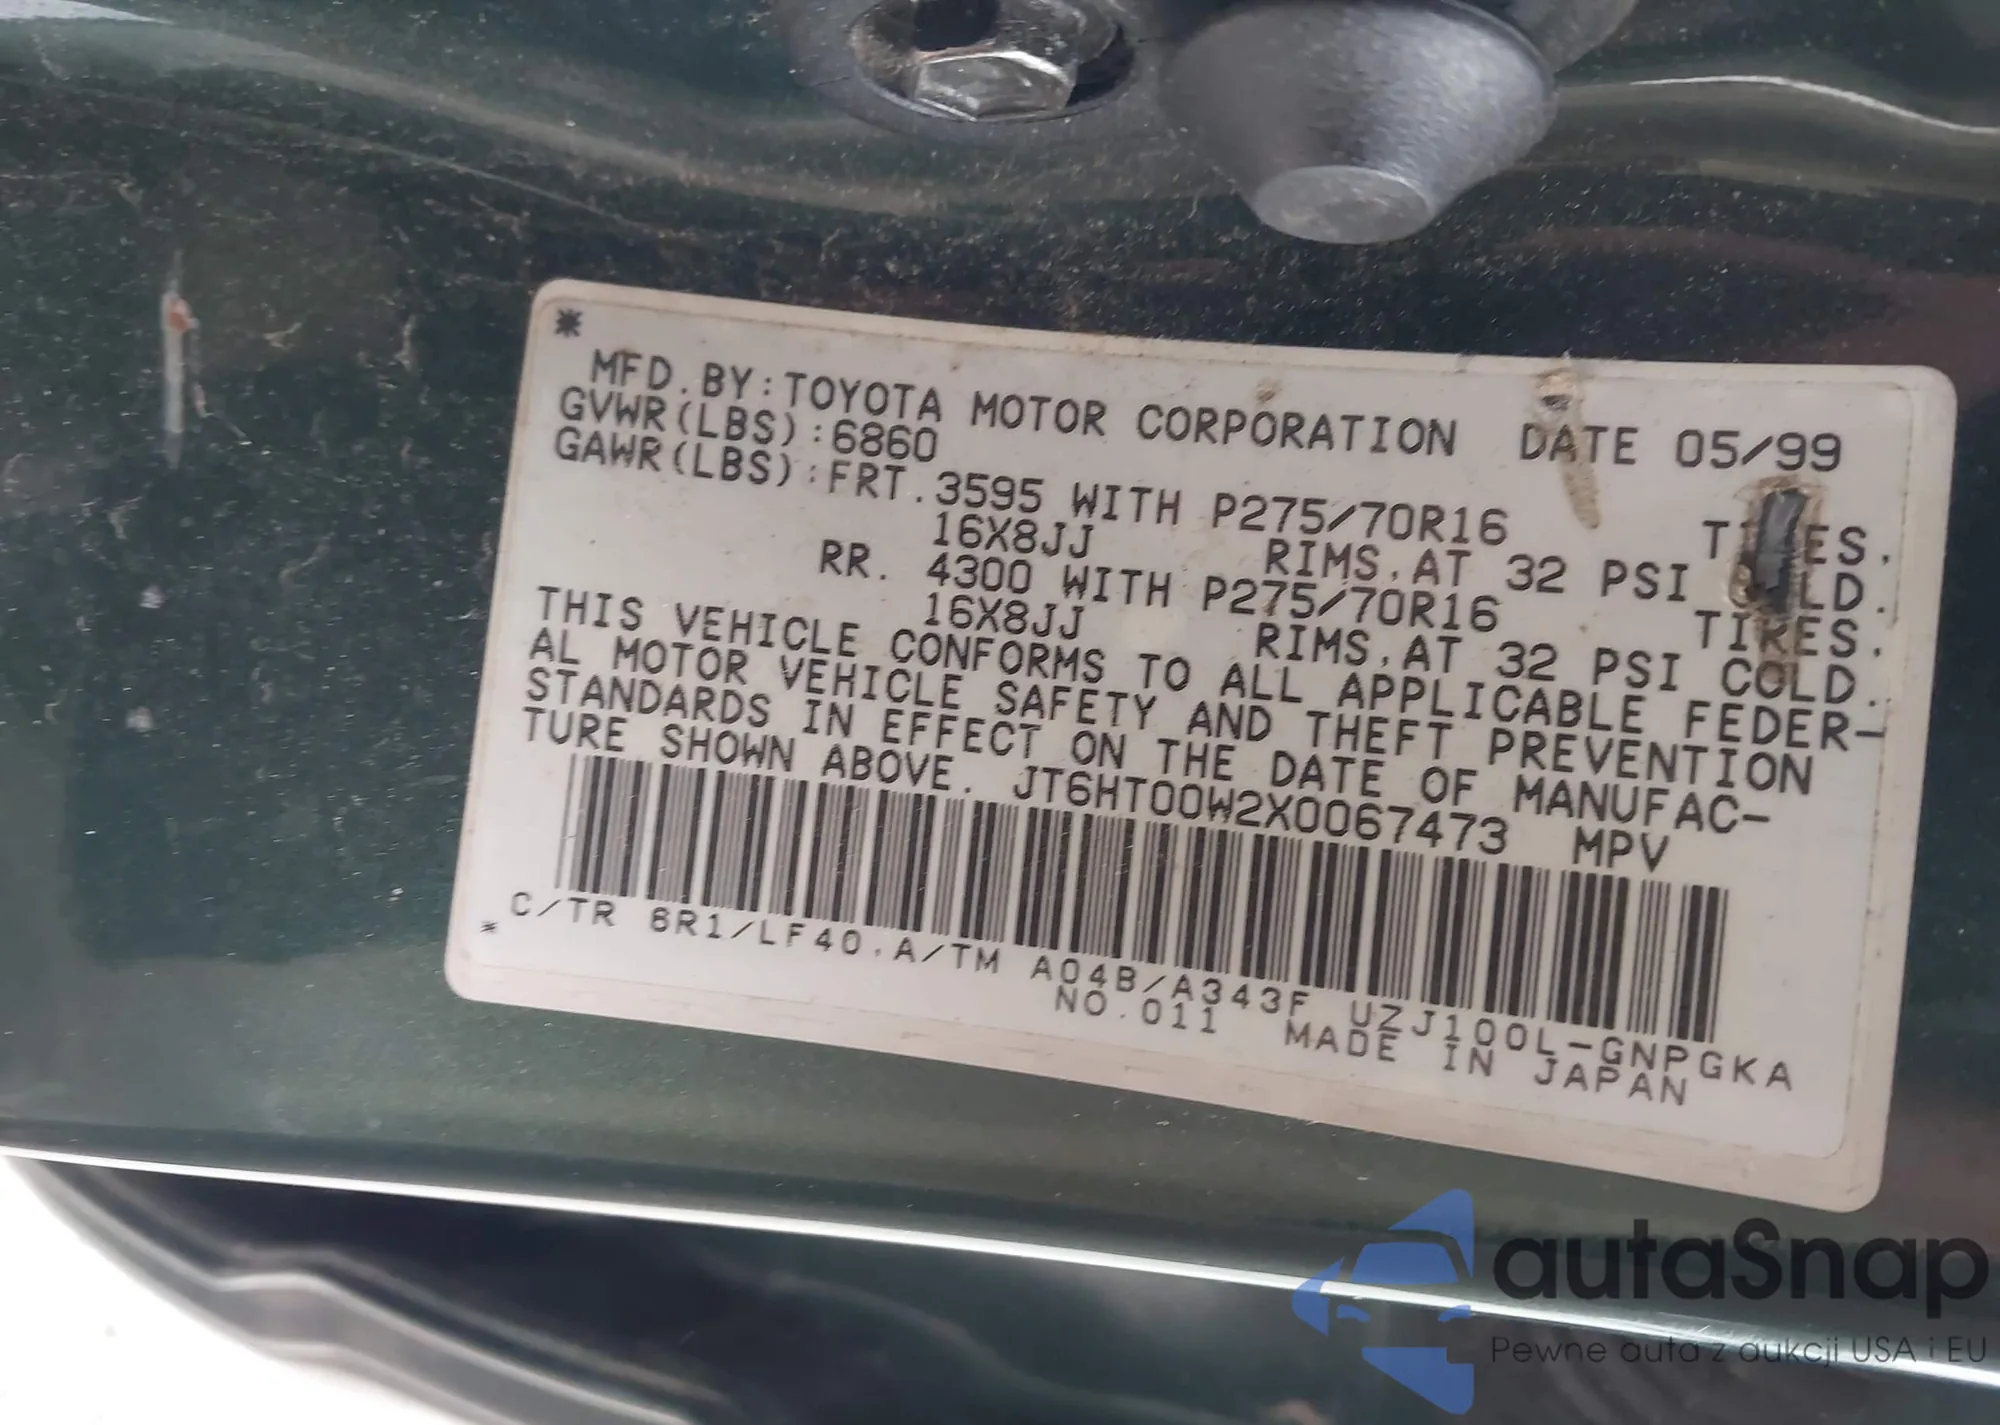 *
MFD.BY:TOYOTA MOTOR CORPORATION DATE 05/99
GVWR(LBS):6860
GAWR(LBS):FRT.3595 WITH P275/70R16 TIRES.
16X8JJ RIMS,AT 32 PSI COLD.
RR. 4300 WITH P275/70R16 TIRES.
16X8JJ RIMS,AT 32 PSI COLD.
THIS VEHICLE CONFORMS TO ALL APPLICABLE FEDER-
AL MOTOR VEHICLE SAFETY AND THEFT PREVENTION
STANDARDS IN EFFECT ON THE DATE OF MANUFAC-
TURE SHOWN ABOVE. JT6HT00W2X0067473 MPV
* C/TR 6R1/LF40,A/TM A04B/A343F UZJ100L-GNPGKA
NO.011 MADE IN JAPAN
autaSnap
Pewne auta z aukcji USA i EU